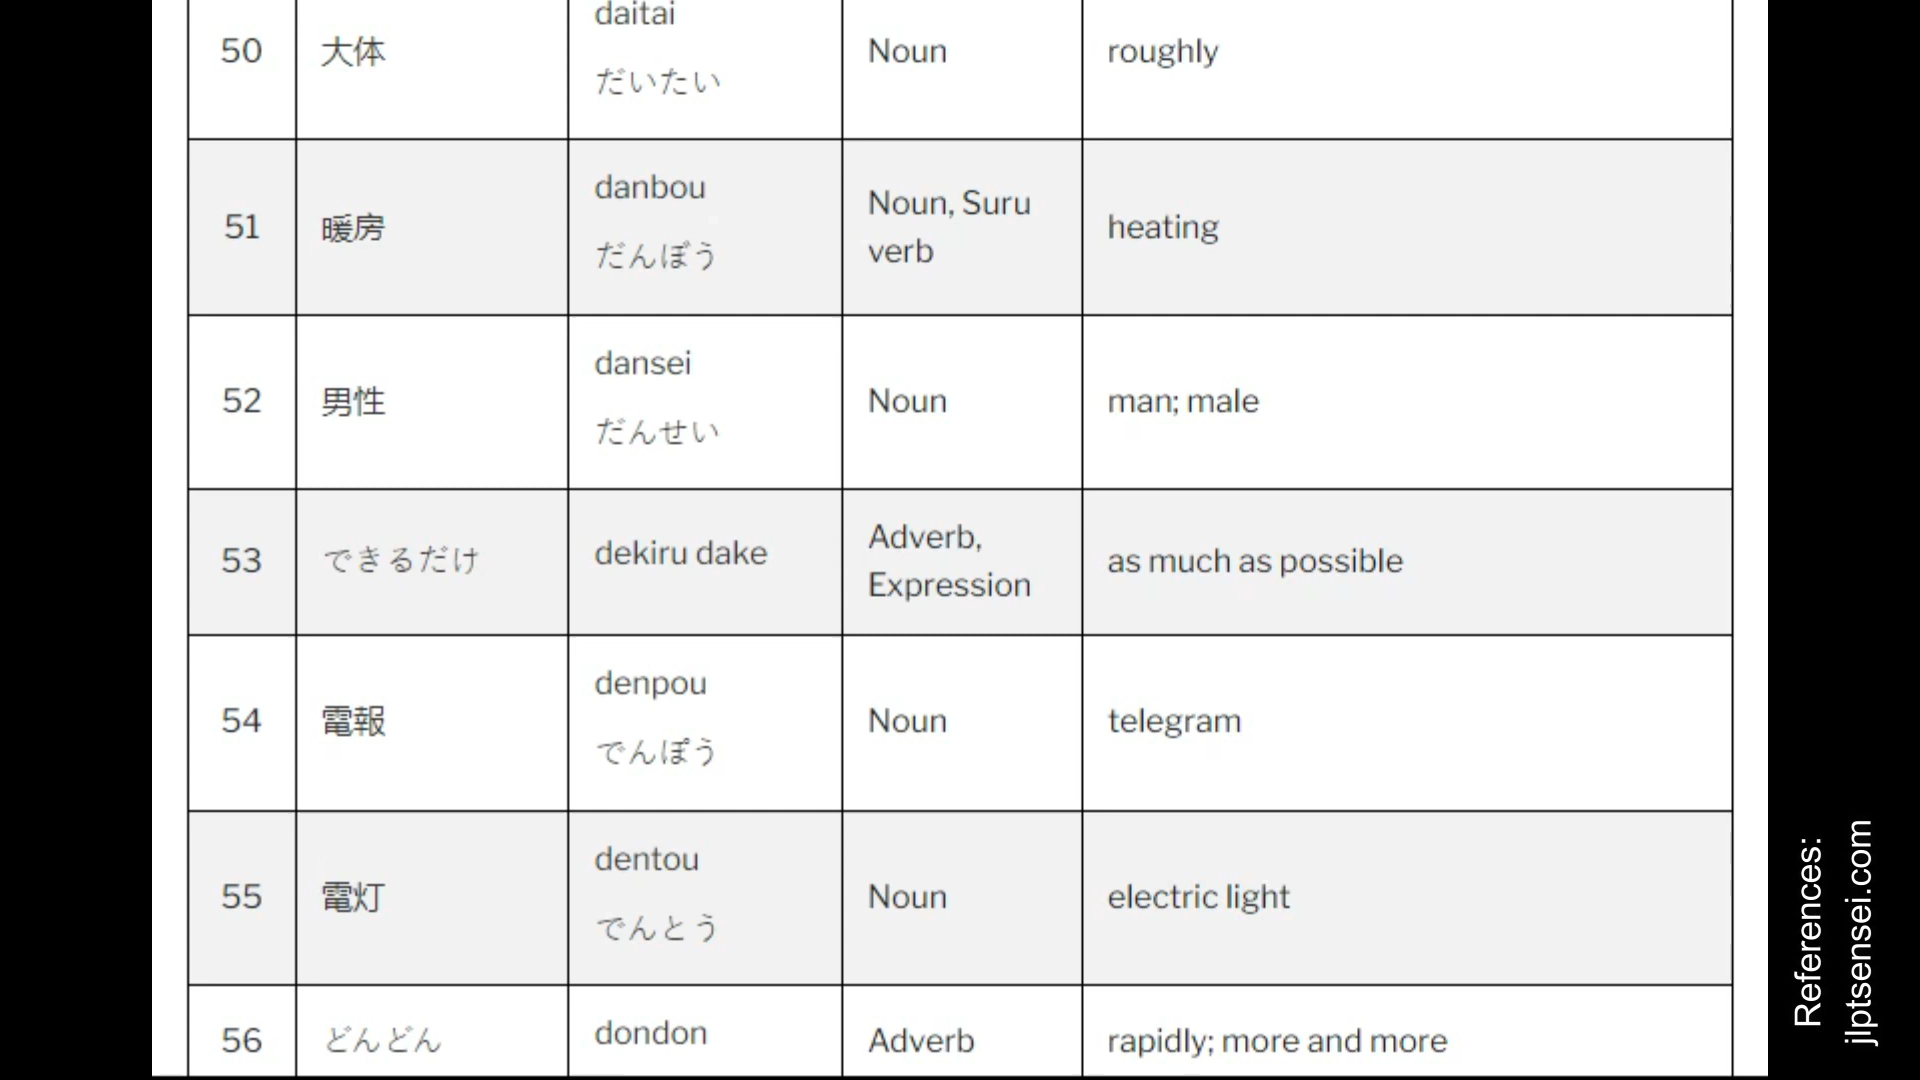 daitai
50 大体 Noun roughly
だいたい
danbou
51 暖房 Noun, Suru verb heating
だんぼう
dansei
52 男性 Noun man; male
だんせい
53 できるだけ dekiru dake Adverb, Expression as much as possible
denpou
54 電報 Noun telegram
でんぽう
dentou
55 電灯 Noun electric light
でんとう
56 どんどん dondon Adverb rapidly; more and more
References:
jlptsensei.com